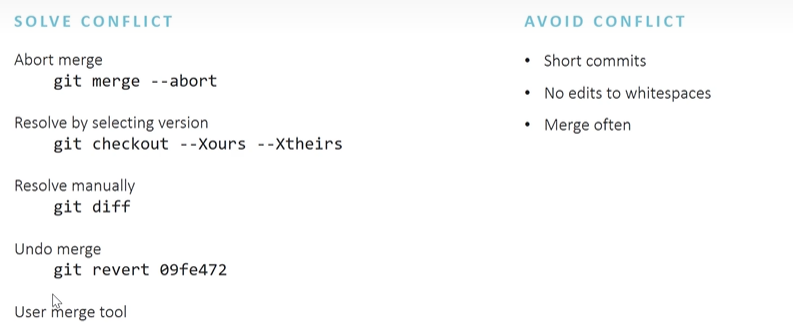 SOLVE CONFLICT
Abort merge
git merge --abort
Resolve by selecting version
git checkout --Xours --Xtheirs
Resolve manually
git diff
Undo merge
git revert 09fe472
User merge tool
AVOID CONFLICT
• Short commits
• No edits to whitespaces
• Merge often